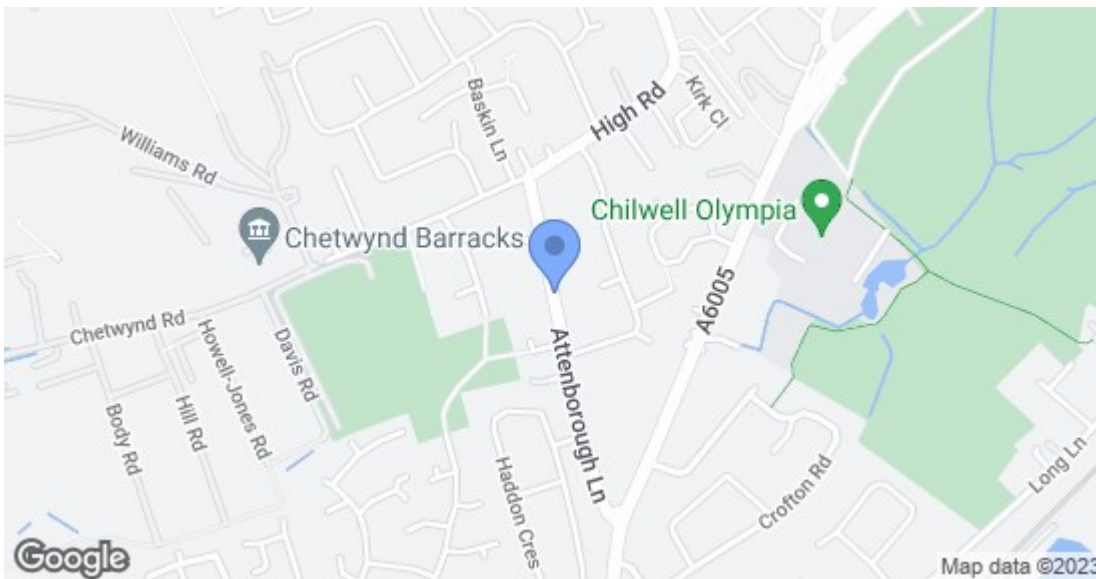 Baskin Ln
High Rd
Kirk Cl
Williams Rd
Chilwell Olympia
Chetwynd Barracks
A6005
Chetwynd Rd
Davis Rd
Howell-Jones Rd
Hill Rd
Body Rd
Attenborough Ln
Haddon Cres
Crofton Rd
Long Ln
Google
Map data ©2023